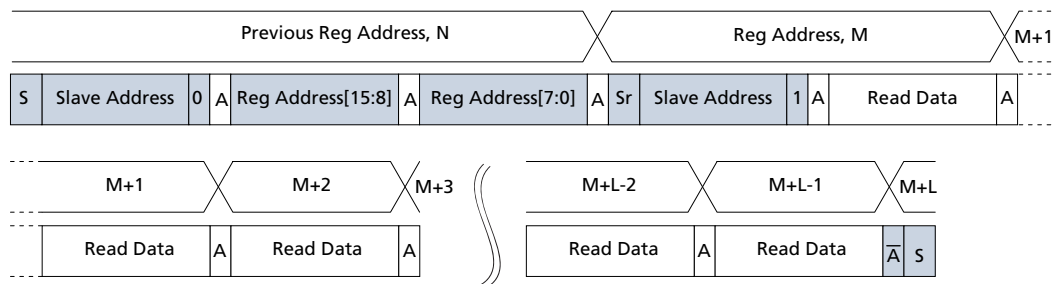 Previous Reg Address, N Reg Address, M M+1
S Slave Address 0 A Reg Address[15:8] A Reg Address[7:0] A Sr Slave Address 1 A Read Data A
M+1 M+2 M+3 M+L-2 M+L-1 M+L
Read Data A Read Data A Read Data A Read Data A̅ S